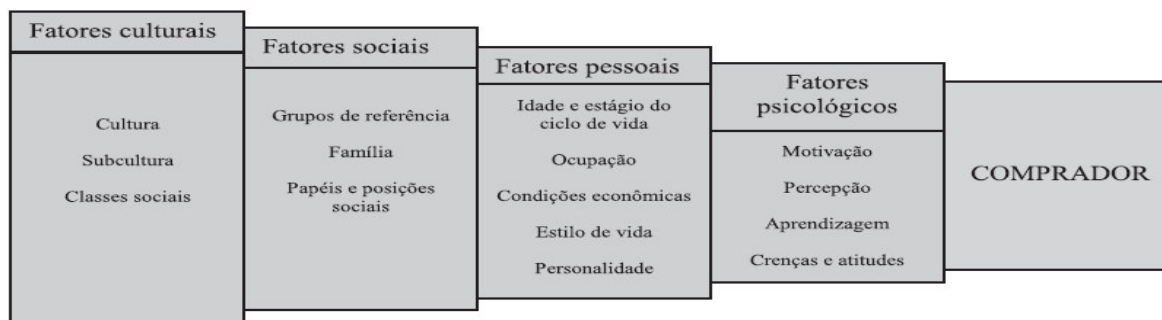 Fatores culturais
Cultura
Subcultura
Classes sociais
Fatores sociais
Grupos de referência
Família
Papéis e posições
sociais
Fatores pessoais
Idade e estágio do
ciclo de vida
Ocupação
Condições econômicas
Estilo de vida
Personalidade
Fatores
psicológicos
Motivação
Percepção
Aprendizagem
Crenças e atitudes
COMPRADOR